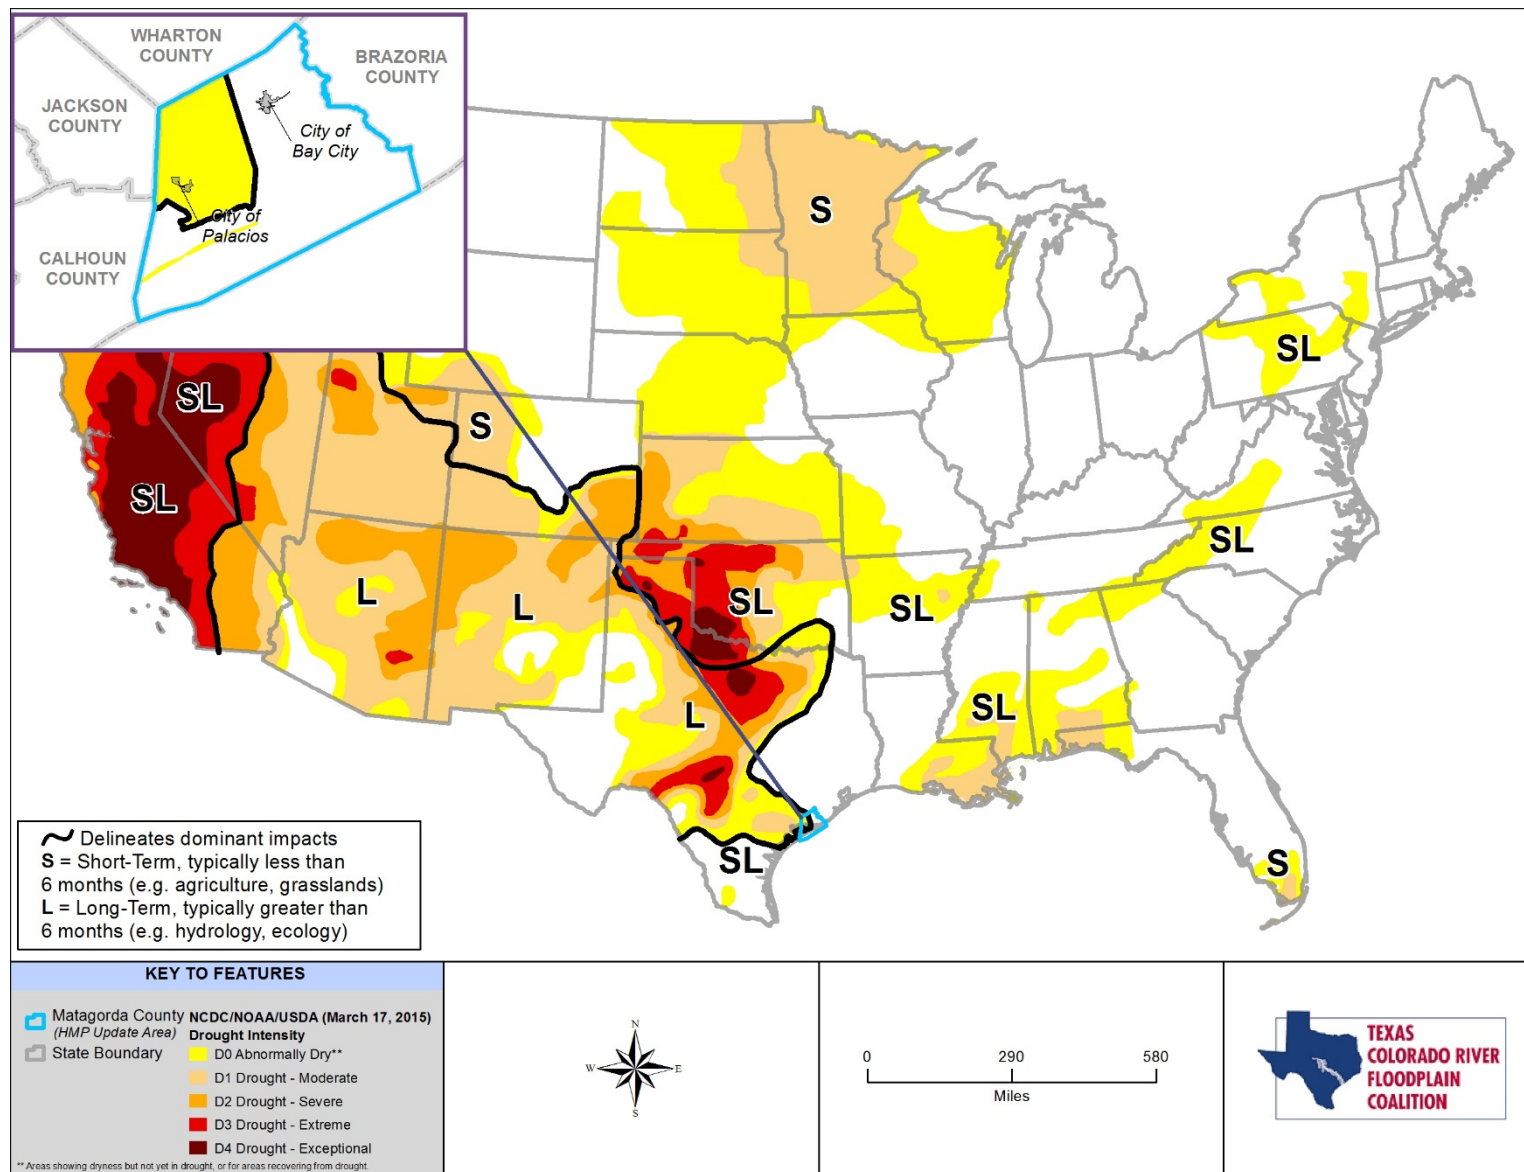 WHARTON
COUNTY
BRAZORIA
COUNTY
JACKSON
COUNTY
City of
Bay City
City of
Palacios
CALHOUN
COUNTY
S
SL
SL
S
SL
SL
L
L
SL
SL
SL
L
SL
S
Delineates dominant impacts
S = Short-Term, typically less than
6 months (e.g. agriculture, grasslands)
L = Long-Term, typically greater than
6 months (e.g. hydrology, ecology)
KEY TO FEATURES
Matagorda County
(HMP Update Area)
State Boundary
NCDC/NOAA/USDA (March 17, 2015)
Drought Intensity
D0 Abnormally Dry**
D1 Drought - Moderate
D2 Drought - Severe
D3 Drought - Extreme
D4 Drought - Exceptional
** Areas showing dryness but not yet in drought, or for areas recovering from drought.
N
W E
S
0 290 580
Miles
TEXAS
COLORADO RIVER
FLOODPLAIN
COALITION